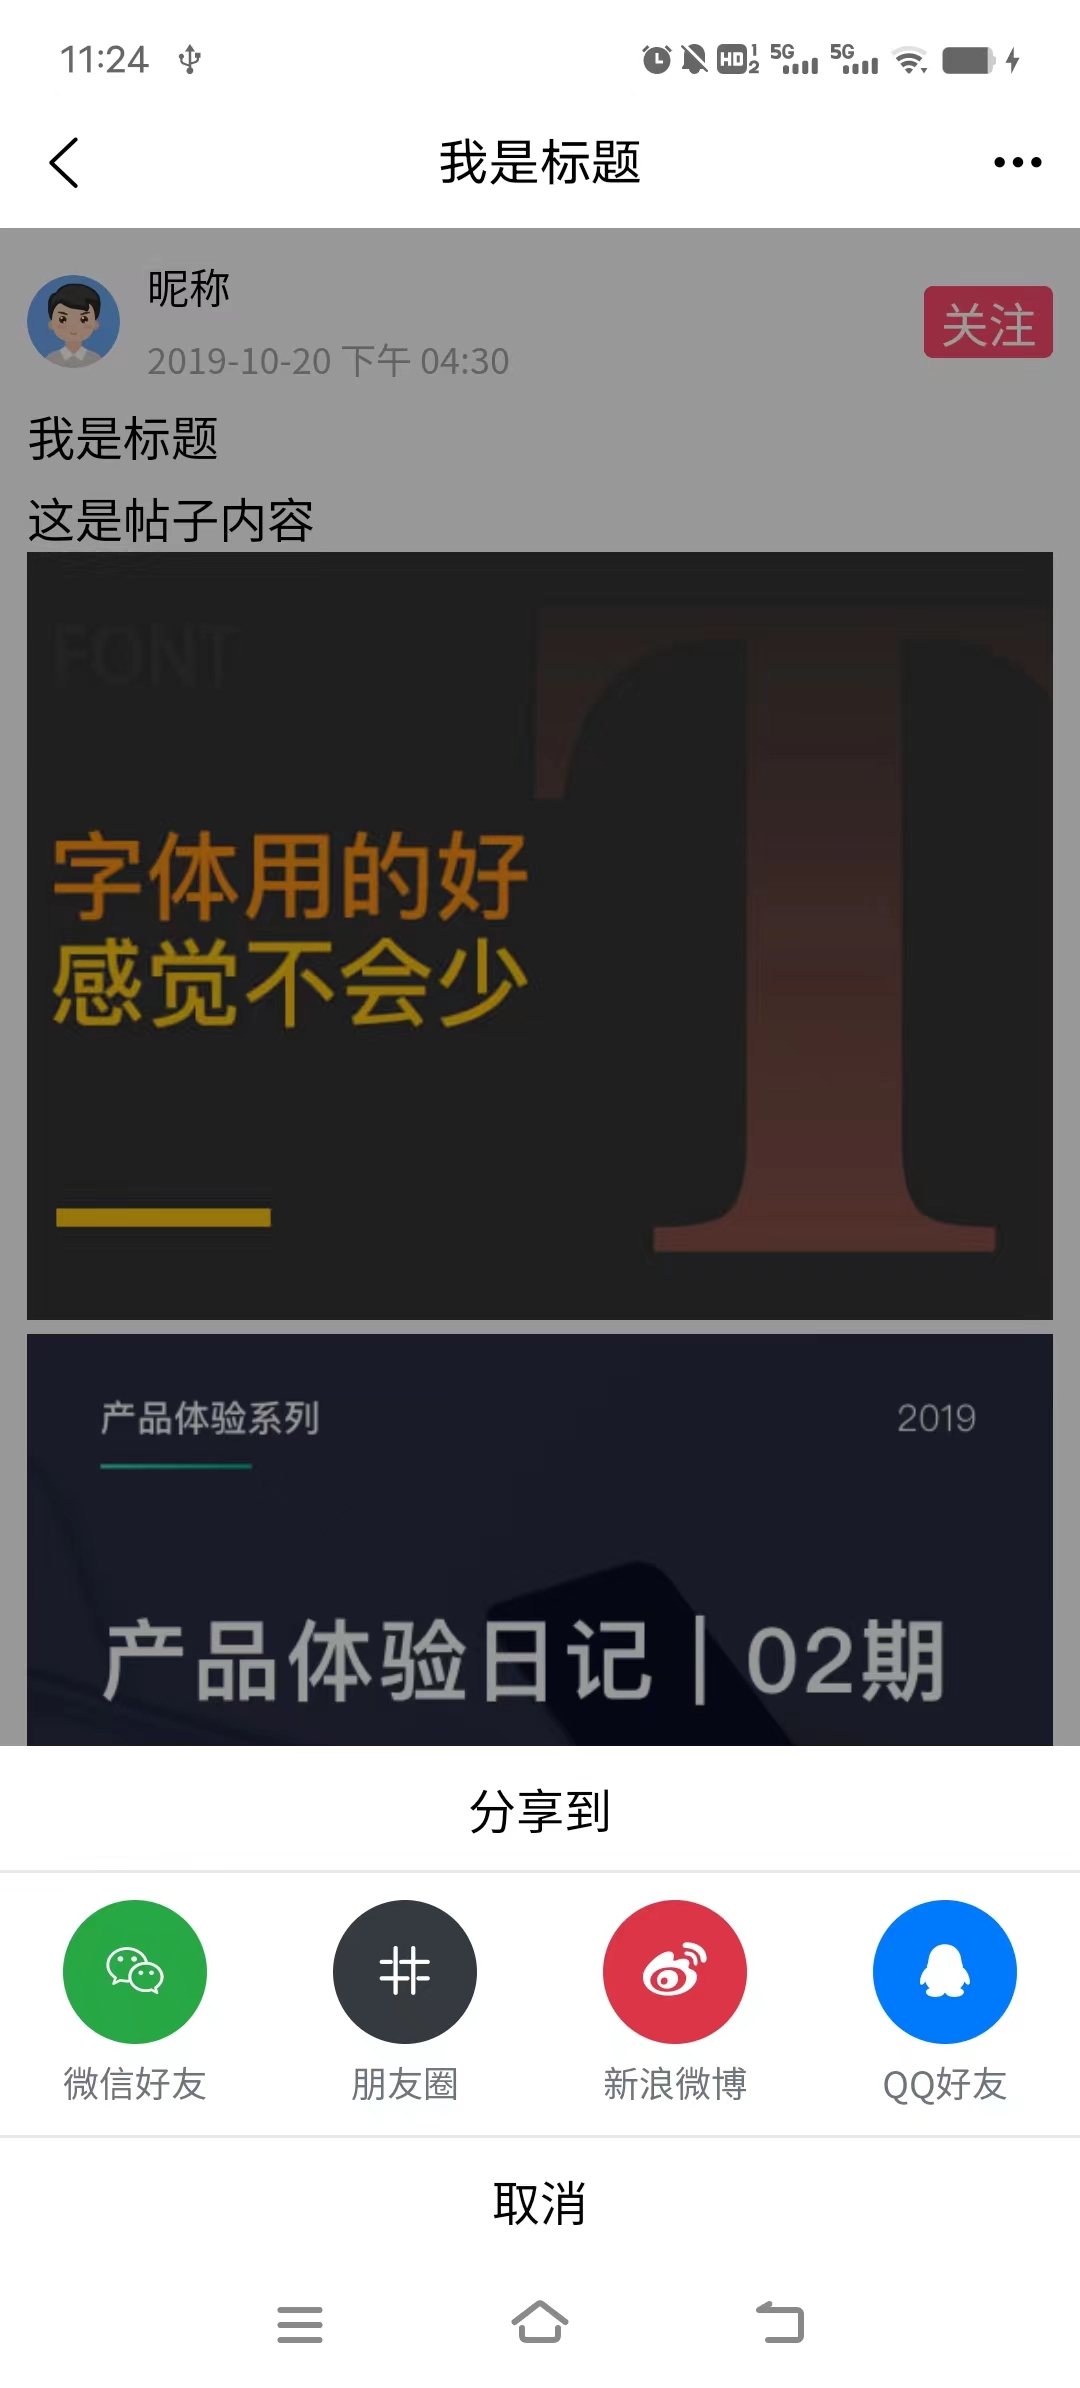 11:24
HD 1 2 5G 5G
我是标题
昵称
关注
2019-10-20 下午 04:30
我是标题
这是帖子内容
FONT
字体用的好
感觉不会少
产品体验系列
2019
产品体验日记 | 02期
分享到
微信好友
朋友圈
新浪微博
QQ好友
取消